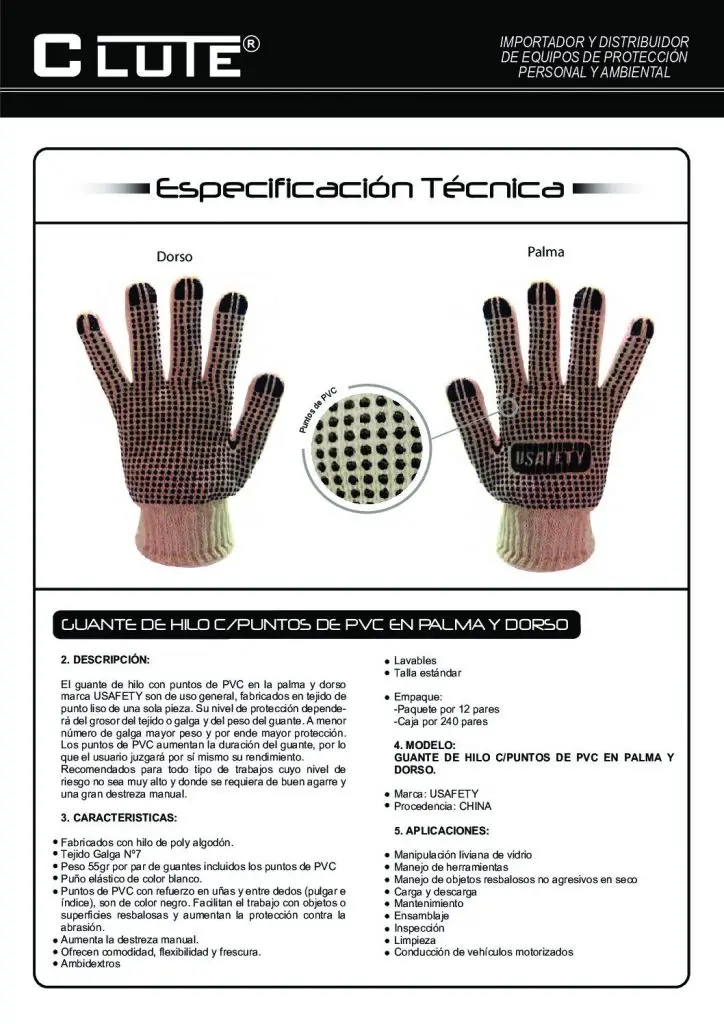 CLUTE®
IMPORTADOR Y DISTRIBUIDOR
DE EQUIPOS DE PROTECCIÓN
PERSONAL Y AMBIENTAL
Especificación Técnica
Dorso
Palma
Puntos de PVC
USAFETY
GUANTE DE HILO C/PUNTOS DE PVC EN PALMA Y DORSO
2. DESCRIPCIÓN:
El guante de hilo con puntos de PVC en la palma y dorso
marca USAFETY son de uso general, fabricados en tejido de
punto liso de una sola pieza. Su nivel de protección depende-
rá del grosor del tejido o galga y del peso del guante. A menor
número de galga mayor peso y por ende mayor protección.
Los puntos de PVC aumentan la duración del guante, por lo
que el usuario juzgará por sí mismo su rendimiento.
Recomendados para todo tipo de trabajos cuyo nivel de
riesgo no sea muy alto y donde se requiera de buen agarre y
una gran destreza manual.
3. CARACTERISTICAS:
● Fabricados con hilo de poly algodón.
● Tejido Galga Nº7
● Peso 55gr por par de guantes incluidos los puntos de PVC
● Puño elástico de color blanco.
● Puntos de PVC con refuerzo en uñas y entre dedos (pulgar e
índice), son de color negro. Facilitan el trabajo con objetos o
superficies resbalosas y aumentan la protección contra la
abrasión.
● Aumenta la destreza manual.
● Ofrecen comodidad, flexibilidad y frescura.
● Ambidextros
● Lavables
● Talla estándar
● Empaque:
-Paquete por 12 pares
-Caja por 240 pares
4. MODELO:
GUANTE DE HILO C/PUNTOS DE PVC EN PALMA Y
DORSO.
● Marca: USAFETY
● Procedencia: CHINA
5. APLICACIONES:
● Manipulación liviana de vidrio
● Manejo de herramientas
● Manejo de objetos resbalosos no agresivos en seco
● Carga y descarga
● Mantenimiento
● Ensamblaje
● Inspección
● Limpieza
● Conducción de vehículos motorizados